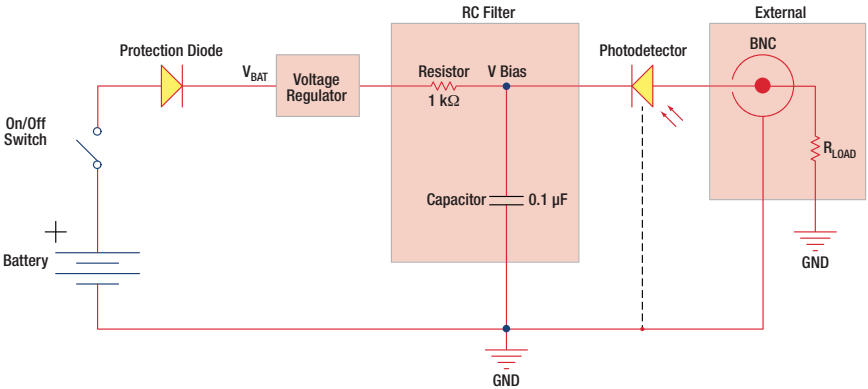 RC Filter
External
Protection Diode
V_BAT
Voltage
Regulator
Resistor
1 kΩ
V Bias
Photodetector
BNC
On/Off
Switch
R_LOAD
Capacitor
0.1 µF
+
Battery
GND
GND